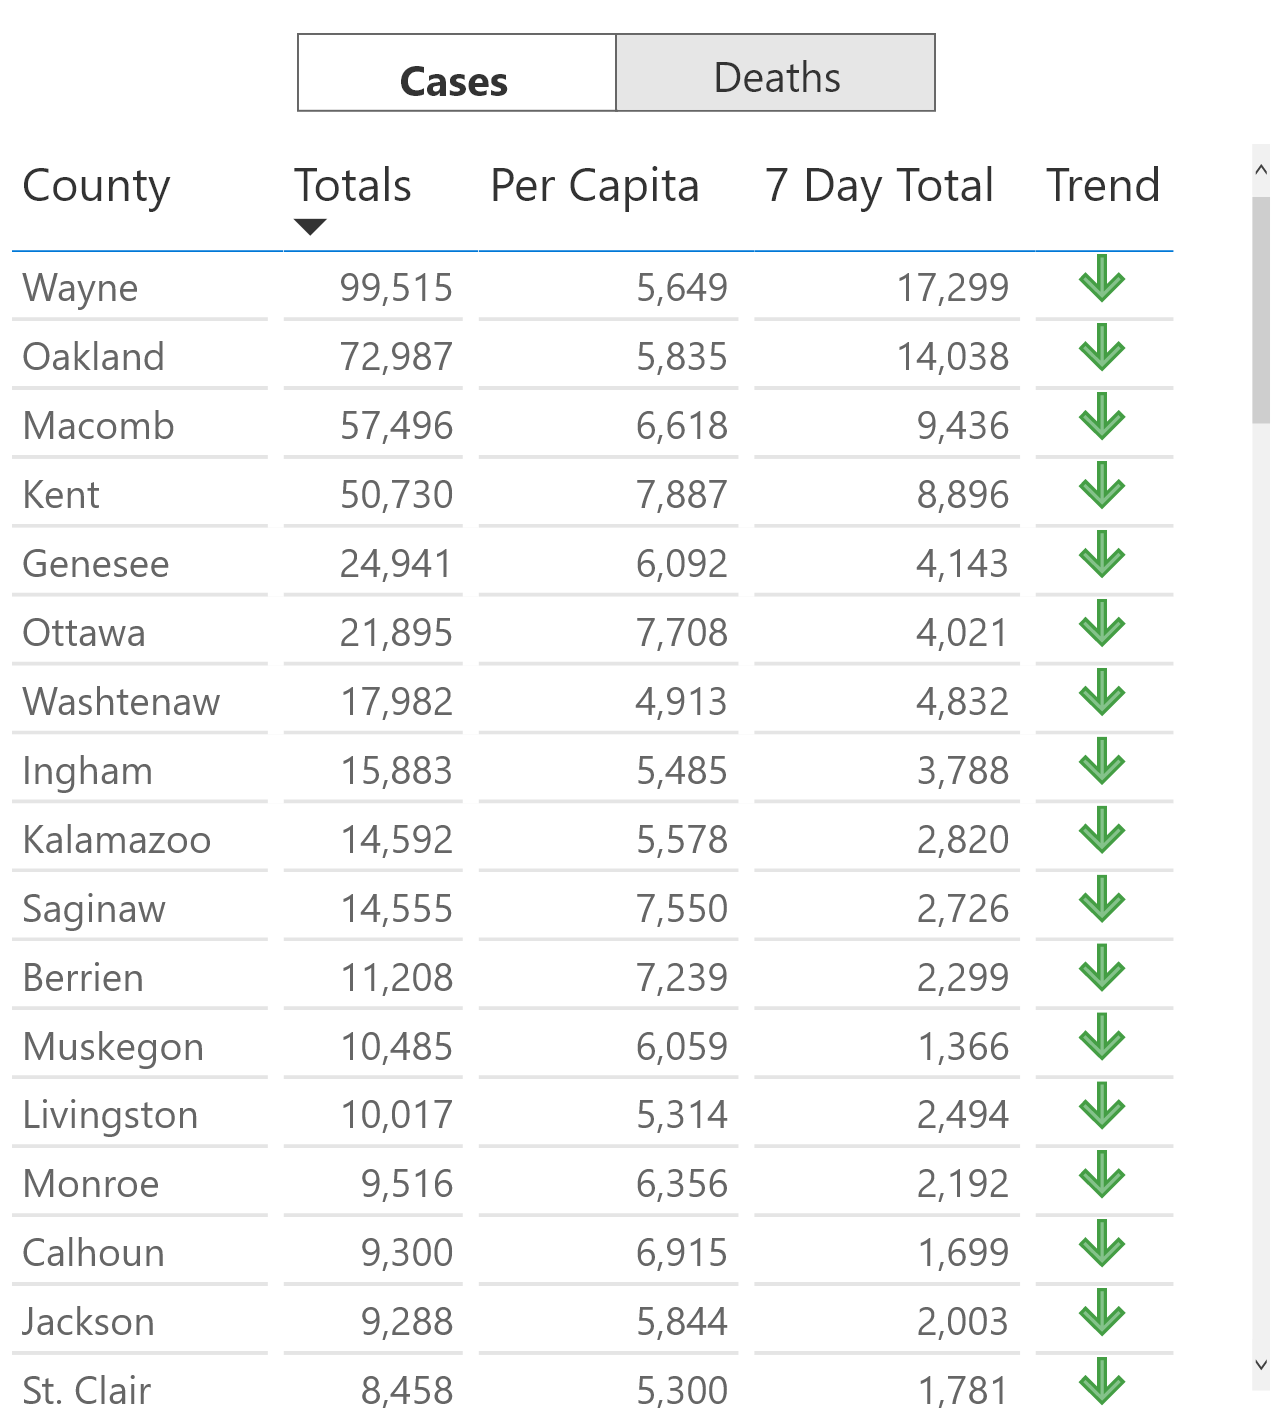 Cases Deaths
County Totals Per Capita 7 Day Total Trend
Wayne 99,515 5,649 17,299
Oakland 72,987 5,835 14,038
Macomb 57,496 6,618 9,436
Kent 50,730 7,887 8,896
Genesee 24,941 6,092 4,143
Ottawa 21,895 7,708 4,021
Washtenaw 17,982 4,913 4,832
Ingham 15,883 5,485 3,788
Kalamazoo 14,592 5,578 2,820
Saginaw 14,555 7,550 2,726
Berrien 11,208 7,239 2,299
Muskegon 10,485 6,059 1,366
Livingston 10,017 5,314 2,494
Monroe 9,516 6,356 2,192
Calhoun 9,300 6,915 1,699
Jackson 9,288 5,844 2,003
St. Clair 8,458 5,300 1,781